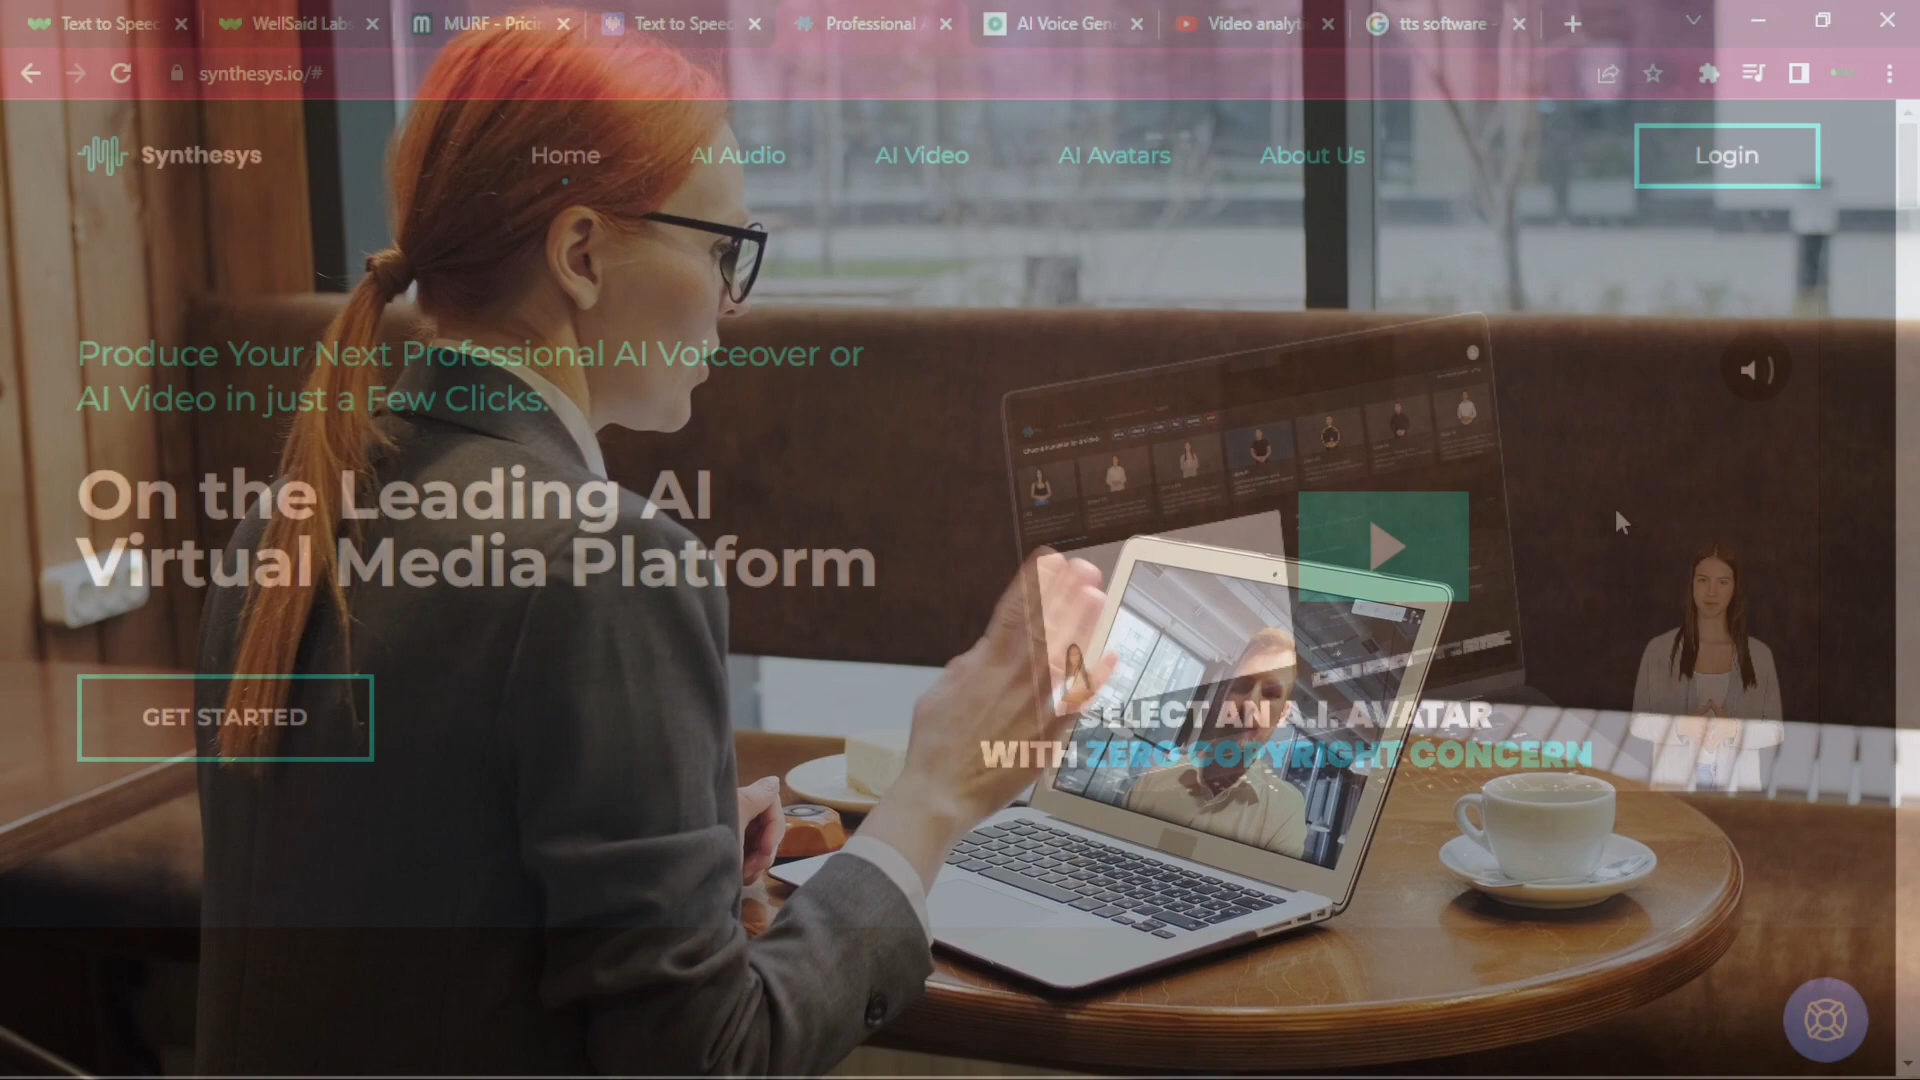 Text to Speec
WellSaid Labs
MURF - Pricin
Text to Speec
Professional A
AI Voice Gen
Video analyti
tts software -
synthesys.io/#
Synthesys
Home
AI Audio
AI Video
AI Avatars
About Us
Login
Produce Your Next Professional AI Voiceover or
AI Video in just a Few Clicks.
On the Leading AI
Virtual Media Platform
GET STARTED
SELECT AN A.I. AVATAR
WITH ZERO COPYRIGHT CONCERN